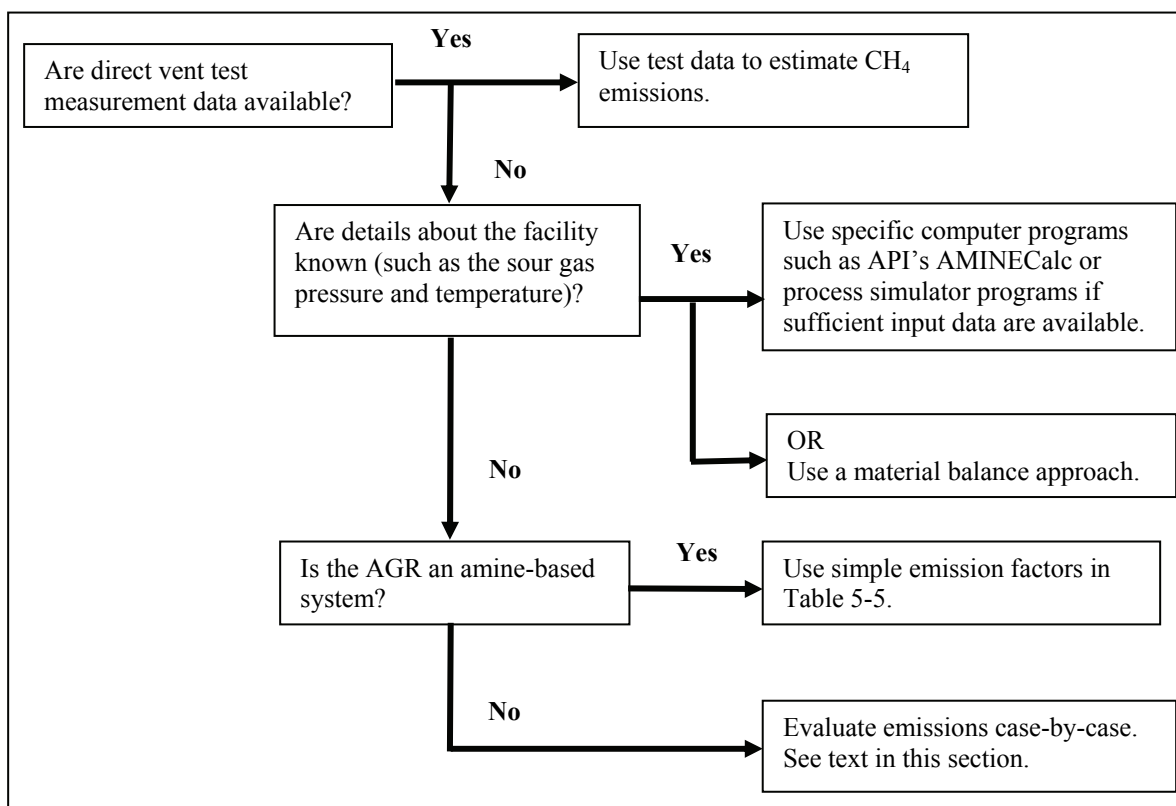 Are direct vent test
measurement data available?
Yes
Use test data to estimate CH₄
emissions.
No
Are details about the facility
known (such as the sour gas
pressure and temperature)?
Yes
Use specific computer programs
such as API’s AMINECalc or
process simulator programs if
sufficient input data are available.
OR
Use a material balance approach.
No
Is the AGR an amine-based
system?
Yes
Use simple emission factors in
Table 5-5.
No
Evaluate emissions case-by-case.
See text in this section.